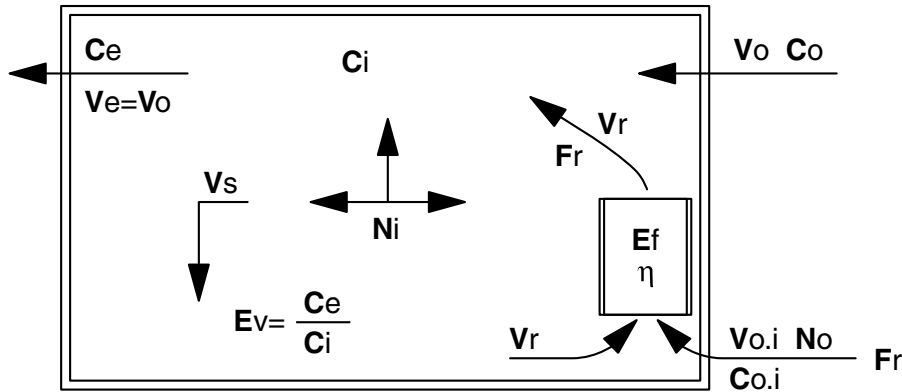 Ce
Ve=Vo
Ci
Vo Co
Vr
Fr
Vs
Ni
Ef
η
Ev= Ce
Ci
Vr
Vo.i No
Co.i
Fr